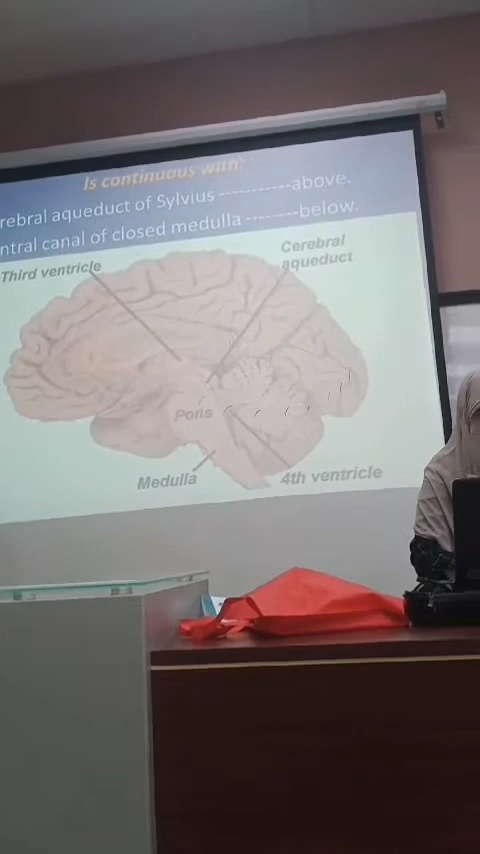 Is continuous with:
rebral aqueduct of Sylvius -----------above.
ntral canal of closed medulla --------below.
Third ventricle
Cerebral
aqueduct
Pons
Medulla
4th ventricle